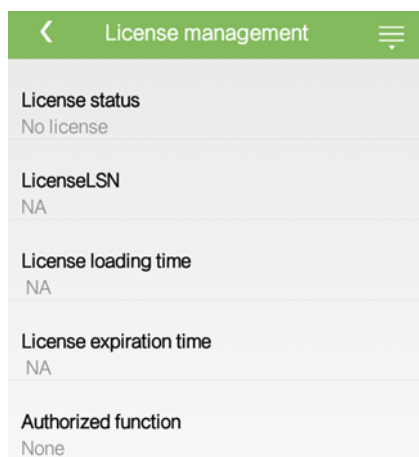 License management
License status
No license
LicenseLSN
NA
License loading time
NA
License expiration time
NA
Authorized function
None